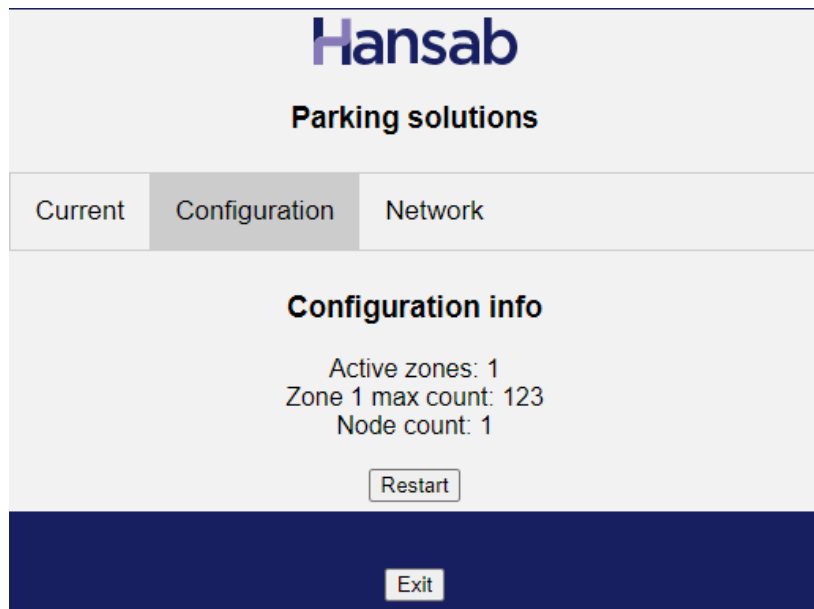 Hansab
Parking solutions
Current Configuration Network
Configuration info
Active zones: 1
Zone 1 max count: 123
Node count: 1
Restart
Exit